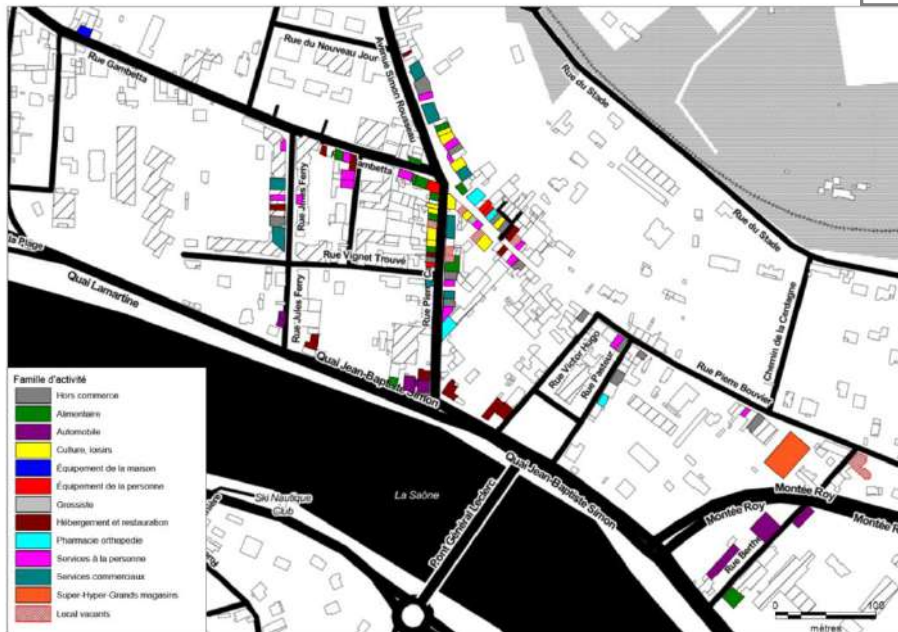 Rue du Nouveau Jour
Avenue Simon Rousseau
Rue Gambetta
Rue du Stade
Gambetta
Rue Jules Ferry
Rue du Stade
Rue Vignet Trouvé
la Plage
Quai Lamartine
Rue Jules Ferry
Rue Pierre
Chemin de la Cerdagne
Rue Victor Hugo
Rue Pasteur
Rue Pierre Bouvier
Quai Jean-Baptiste Simon
Famille d'activité
Hors commerce
Alimentaire
Automobile
Culture, loisirs
Équipement de la maison
Équipement de la personne
Grossiste
Hébergement et restauration
Pharmacie orthopédie
Services à la personne
Services commerciaux
Super-Hyper-Grands magasins
Local vacants
Ski Nautique
Club
La Saône
Pont Général Leclerc
Quai Jean-Baptiste Simon
Montée Roy
Montée Roy
Montée R
Rue Berthe
0 100
mètres